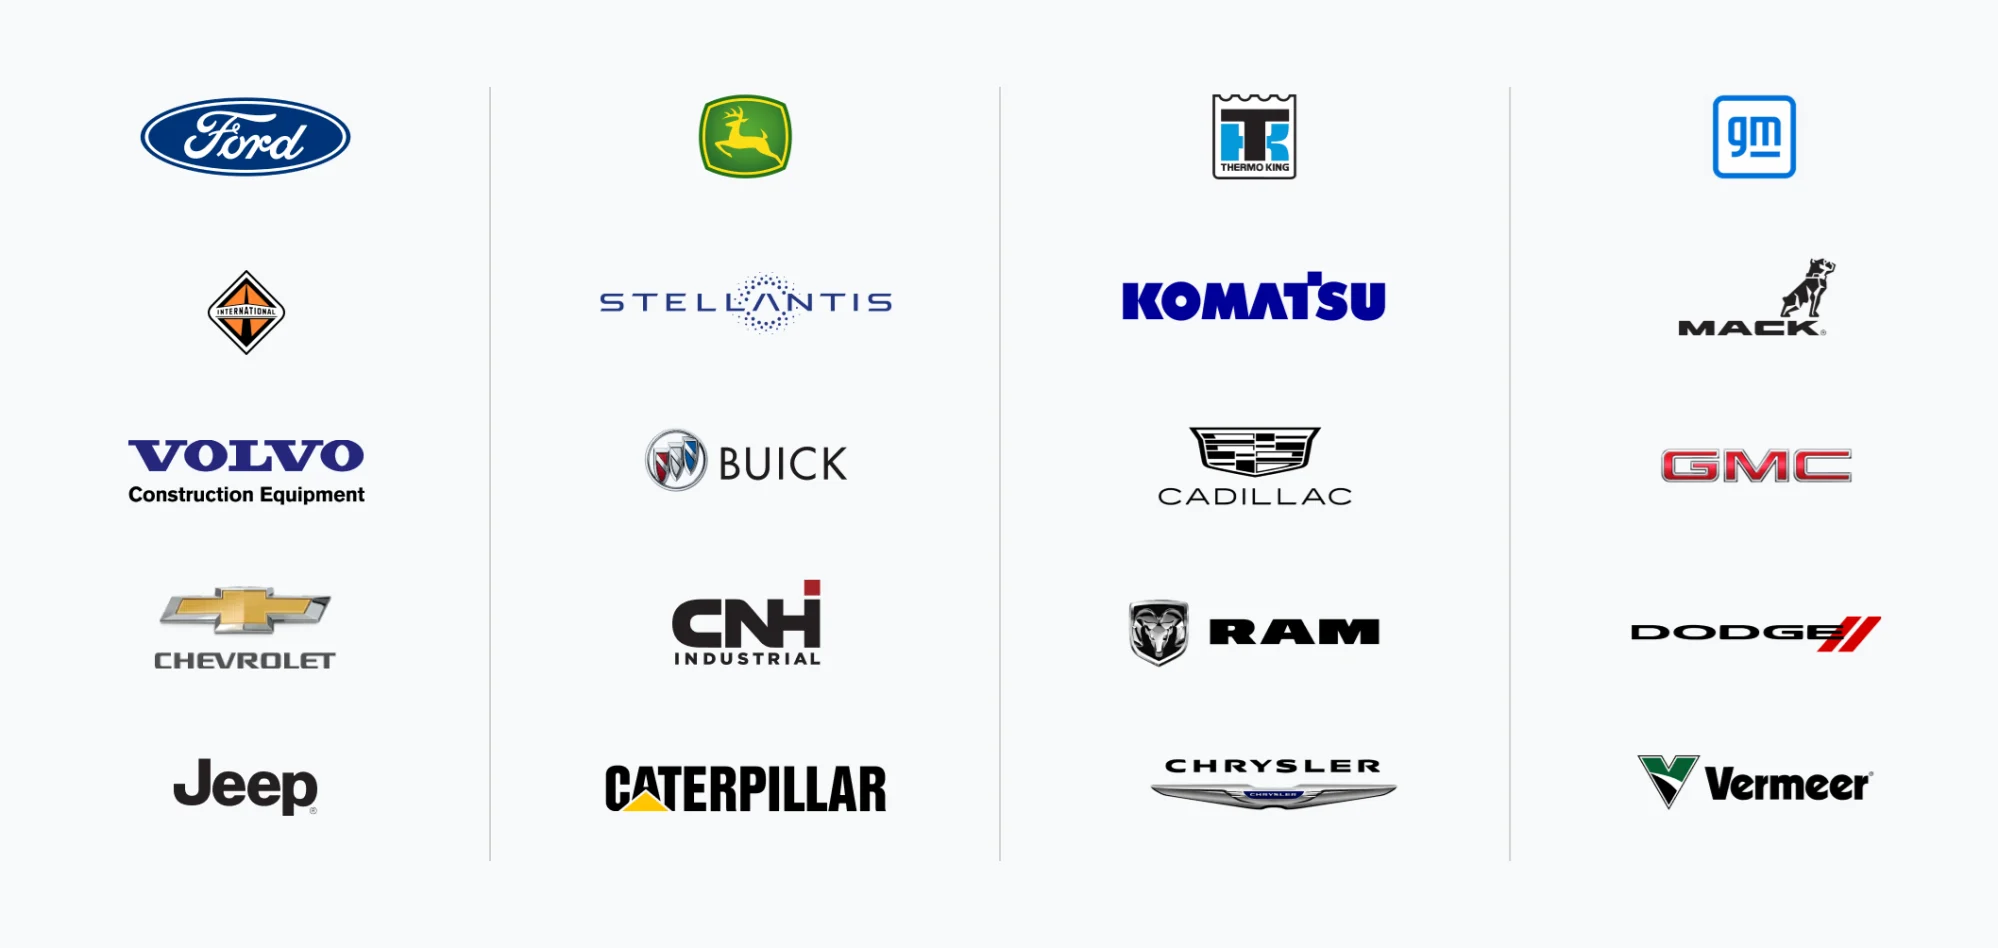 Ford
THERMO KING
gm
INTERNATIONAL
STELLANTIS
KOMATSU
MACK®
VOLVO
Construction Equipment
BUICK
CADILLAC
GMC
CHEVROLET
CNH
INDUSTRIAL
RAM
DODGE
Jeep®
CATERPILLAR
CHRYSLER
CHRYSLER
Vermeer®